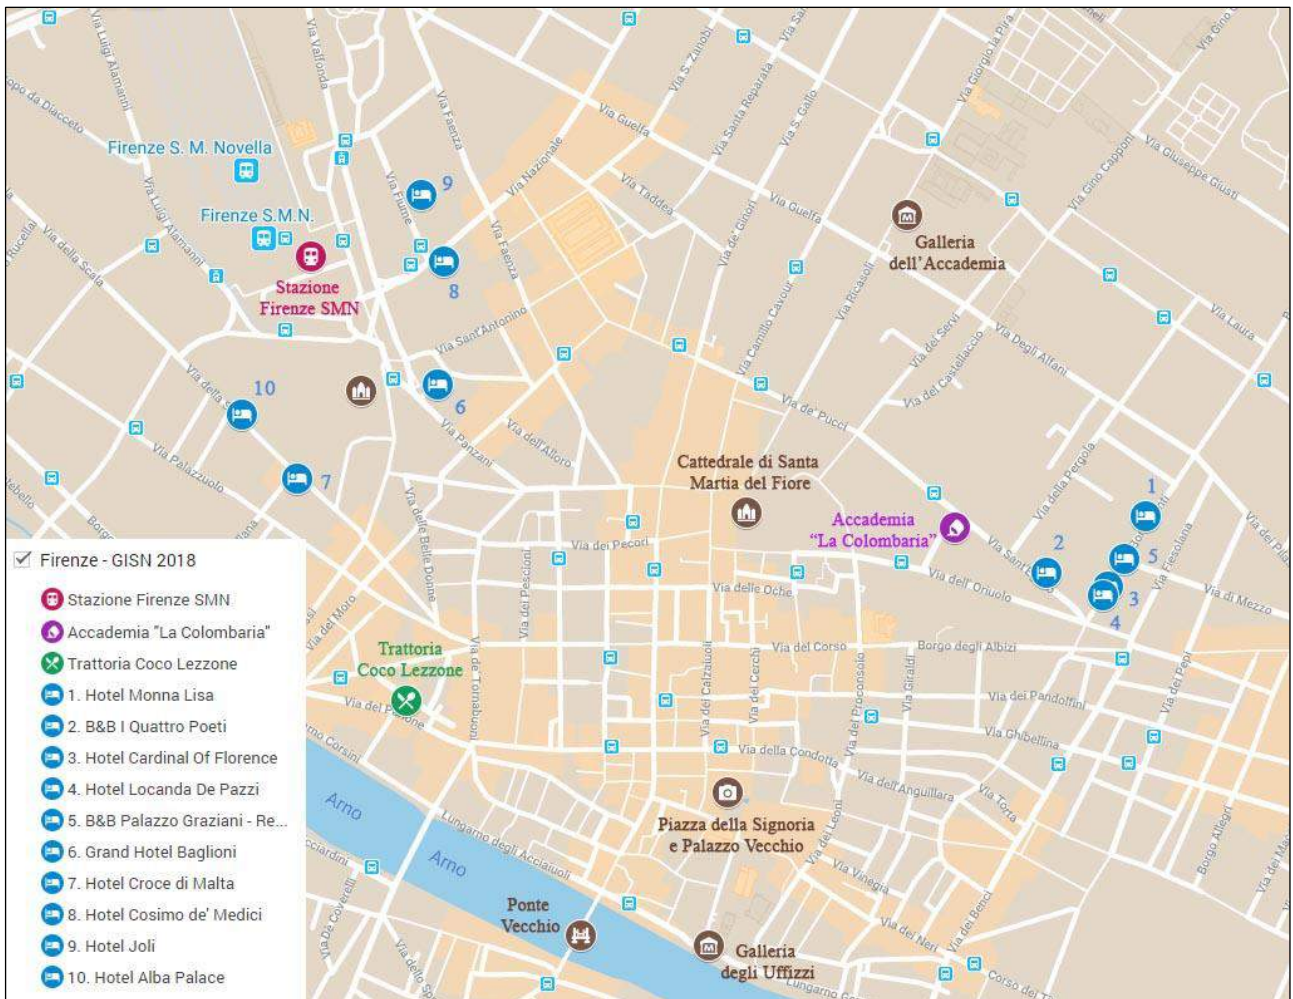 Via Luigi Alamanni
Via Valfonda
Via Faenza
Via S. Zanobi
Via Santa Reparata
Via S. Gallo
Via Giorgio la Pira
Via Gino Capponi
Via Giuseppe Giusti
opo da Diacceto
Firenze S. M. Novella
Via Guelfa
Via Nazionale
Via Fiume
9
Via Taddea
Via Guelfa
Via de' Ginori
Galleria
dell'Accademia
Via Luigi Alamanni
Firenze S.M.N.
Via della Scala
Via Faenza
Stazione
Firenze SMN
8
Via Camillo Cavour
Via Ricasoli
Via dei Servi
Via Laura
Via Degli Alfani
Via Sant'Antonino
Via del Castellaccio
10
6
Via Palazzuolo
Via Panzani
Via dell'Alloro
Via de' Pucci
Via della Pergola
7
Cattedrale di Santa
Martia del Fiore
1
Accademia
"La Colombaria"
Via delle Belle Donne
Via dei Pecori
2
5
Via Fiesolana
Via dell' Oriuolo
Via delle Oche
Via di Mezzo
3
4
Via dei Pescioni
Via del Moro
Via de' Tornabuoni
Trattoria
Coco Lezzone
Via dei Calzaiuoli
Via dei Cerchi
Via del Corso
Borgo degli Albizi
Via del Proconsolo
Via Giraldi
Via dei Pandolfini
Via dei Pepi
Via Ghibellina
Via della Condotta
Via dell'Anguillara
Via Torta
Borgo Allegri
Arno
Arno
Lungarno degli Acciaiuoli
Piazza della Signoria
e Palazzo Vecchio
Via dei Leoni
Via Vinegia
Via dei Benci
Via dei Neri
Ponte
Vecchio
Galleria
degli Uffizzi
Firenze - GISN 2018
Stazione Firenze SMN
Accademia "La Colombaria"
Trattoria Coco Lezzone
1. Hotel Monna Lisa
2. B&B I Quattro Poeti
3. Hotel Cardinal Of Florence
4. Hotel Locanda De Pazzi
5. B&B Palazzo Graziani - Re...
6. Grand Hotel Baglioni
7. Hotel Croce di Malta
8. Hotel Cosimo de' Medici
9. Hotel Joli
10. Hotel Alba Palace